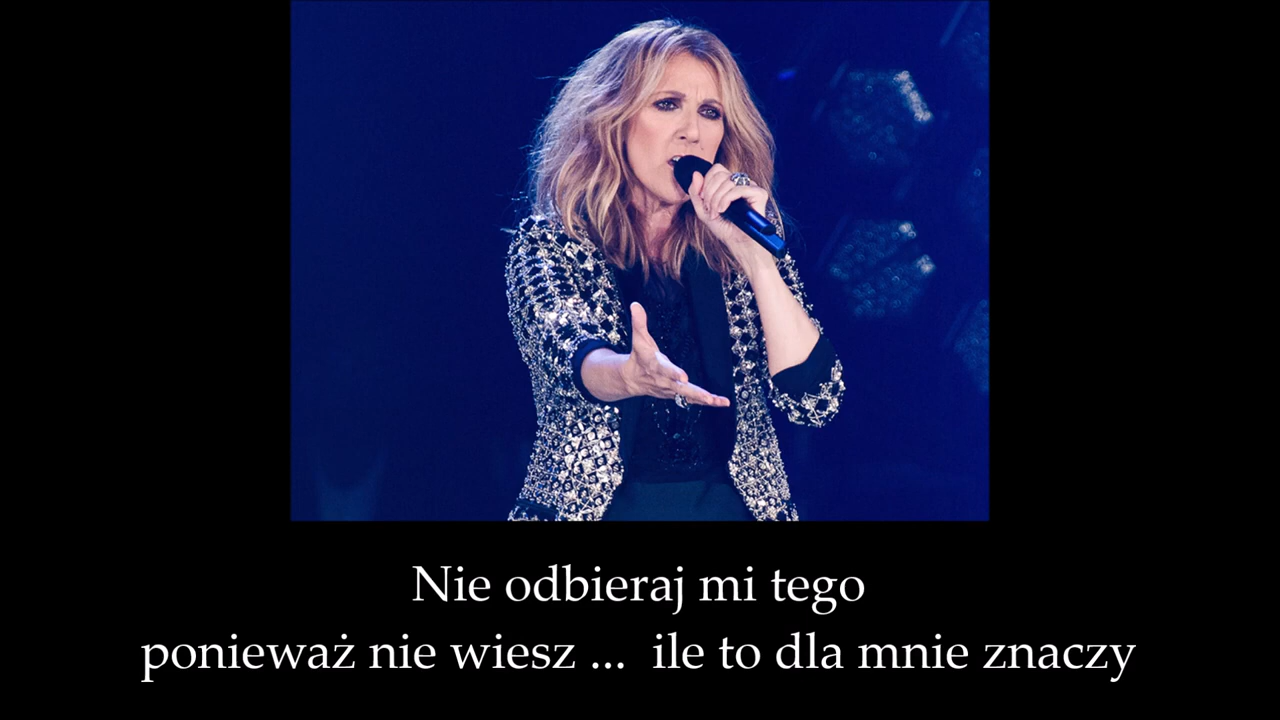 Nie odbieraj mi tego
ponieważ nie wiesz ... ile to dla mnie znaczy